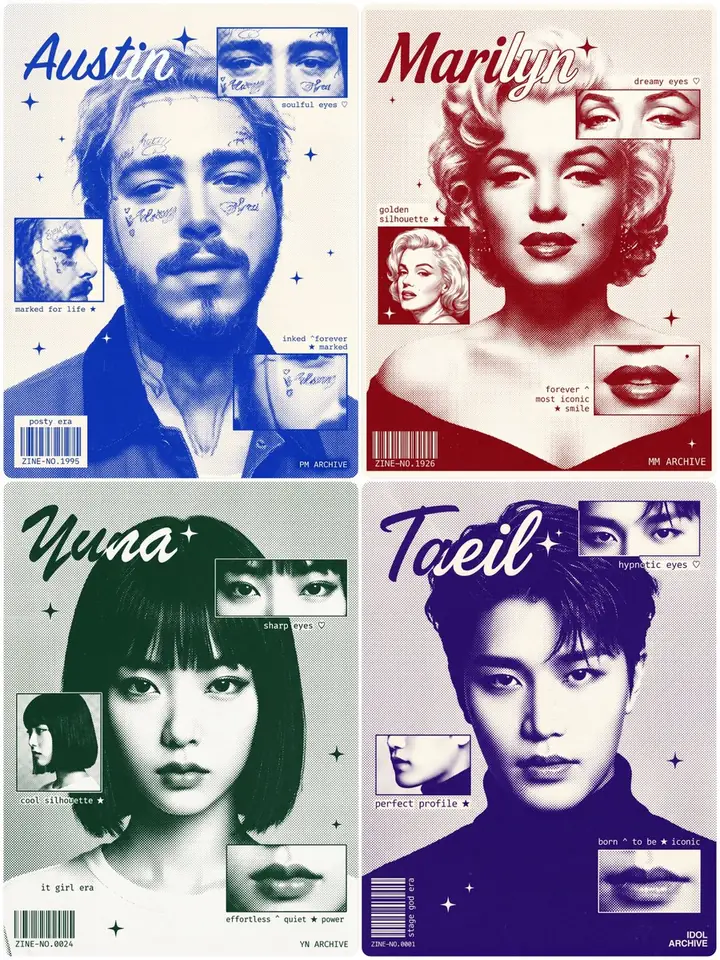 Austin
soulful eyes ♡
marked for life ★
inked ^forever
★ marked
posty era
ZINE-NO.1995
PM ARCHIVE
Marilyn
dreamy eyes ♡
golden
silhouette ★
forever ^
most iconic
★ smile
ZINE-NO.1926
MM ARCHIVE
Yuna
sharp eyes ♡
cool silhouette ★
it girl era
effortless ^ quiet ★ power
ZINE-NO.0024
YN ARCHIVE
Taeil
hypnotic eyes ♡
perfect profile ★
born ^ to be ★ iconic
stage god era
ZINE-NO.0001
IDOL
ARCHIVE